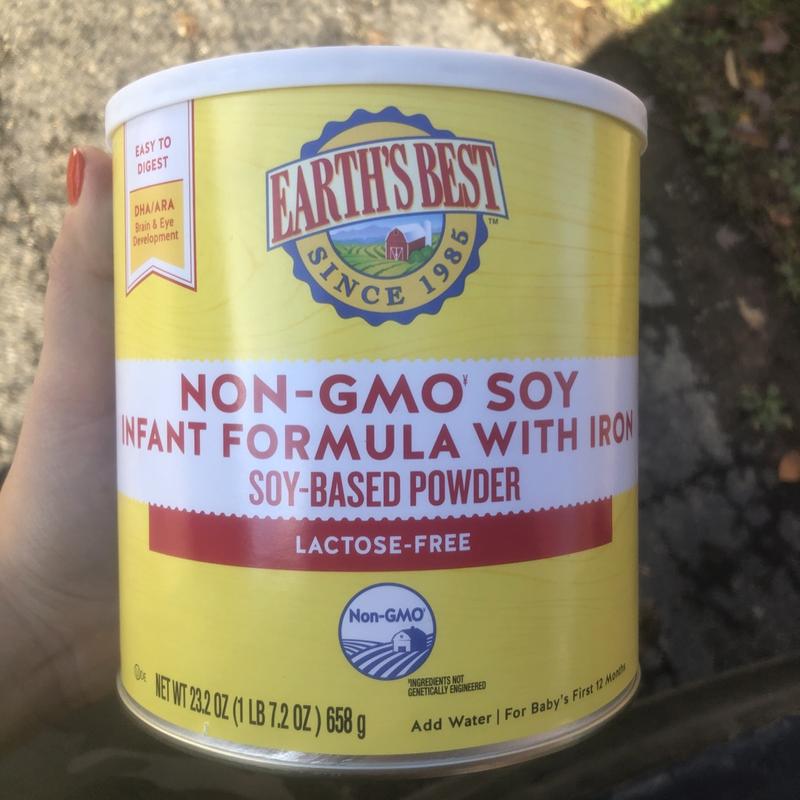 EASY TO
DIGEST
DHA/ARA
Brain & Eye
Development
EARTH'S BEST
TM
SINCE 1985
NON-GMO¥ SOY
INFANT FORMULA WITH IRON
SOY-BASED POWDER
LACTOSE-FREE
Non-GMO¥
¥INGREDIENTS NOT
GENETICALLY ENGINEERED
UDE
NET WT 23.2 OZ (1 LB 7.2 OZ) 658 g
Add Water | For Baby's First 12 Months